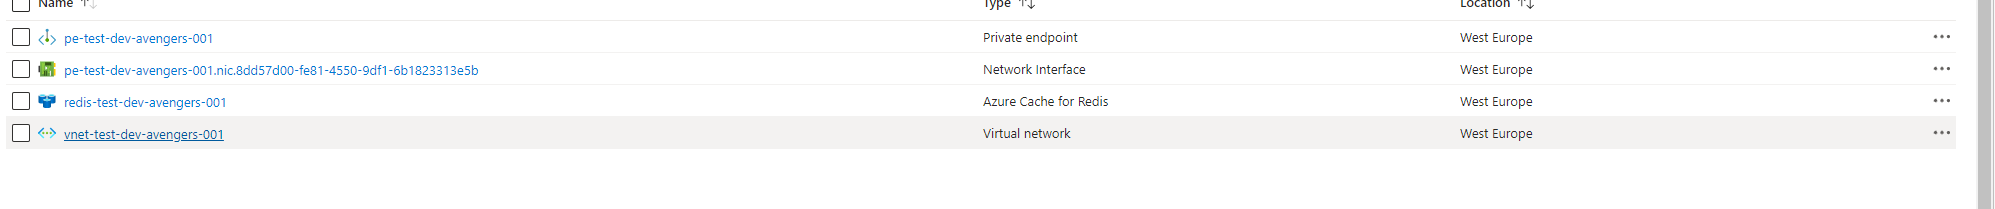 Name ↑↓ Type ↑↓ Location ↑↓
pe-test-dev-avengers-001 Private endpoint West Europe ...
pe-test-dev-avengers-001.nic.8dd57d00-fe81-4550-9df1-6b1823313e5b Network Interface West Europe ...
redis-test-dev-avengers-001 Azure Cache for Redis West Europe ...
vnet-test-dev-avengers-001 Virtual network West Europe ...